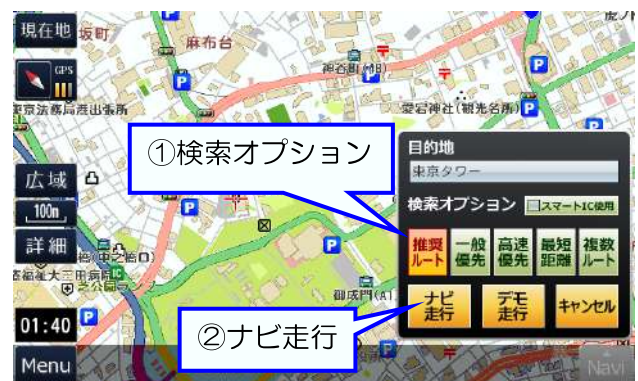 現在地
坂町
麻布台
虎ノ
神谷町(H8)
GPS
東京法務局港出張所
愛宕神社(観光名所)
①検索オプション
目的地
東京タワー
広域
100m
詳細
検索オプション
スマートIC使用
推奨ルート
一般優先
高速優先
最短距離
複数ルート
御成門(A1
ナビ走行
デモ走行
キャンセル
01:40
②ナビ走行
Menu
Navi